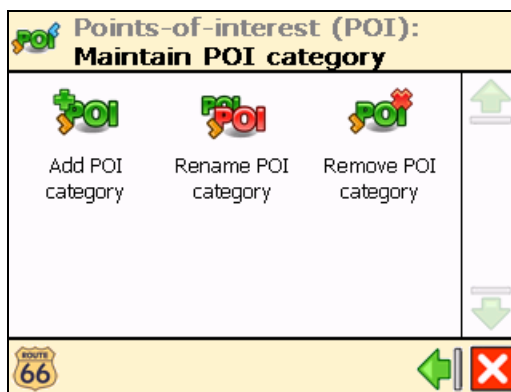 POI Points-of-interest (POI):
Maintain POI category
POI POI POI POI
Add POI Rename POI Remove POI
category category category
ROUTE
66